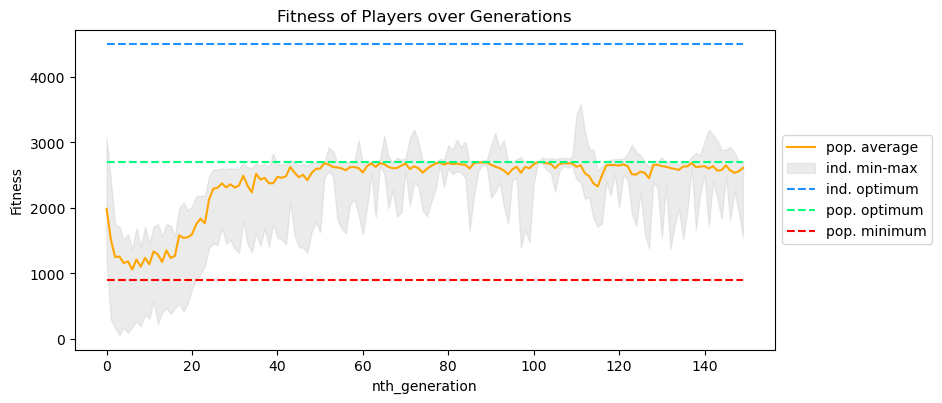 Fitness of Players over Generations
Fitness
4000
3000
2000
1000
0
0 20 40 60 80 100 120 140
nth_generation
pop. average
ind. min-max
ind. optimum
pop. optimum
pop. minimum